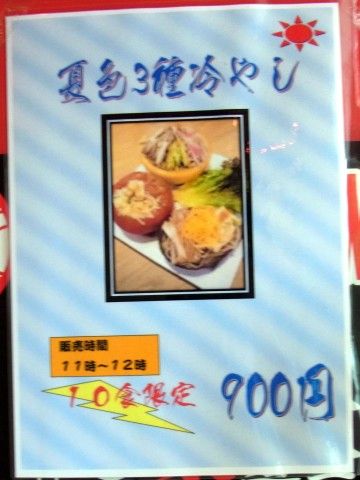 夏色3種冷やし
販売時間
11時～12時
10食限定
900円